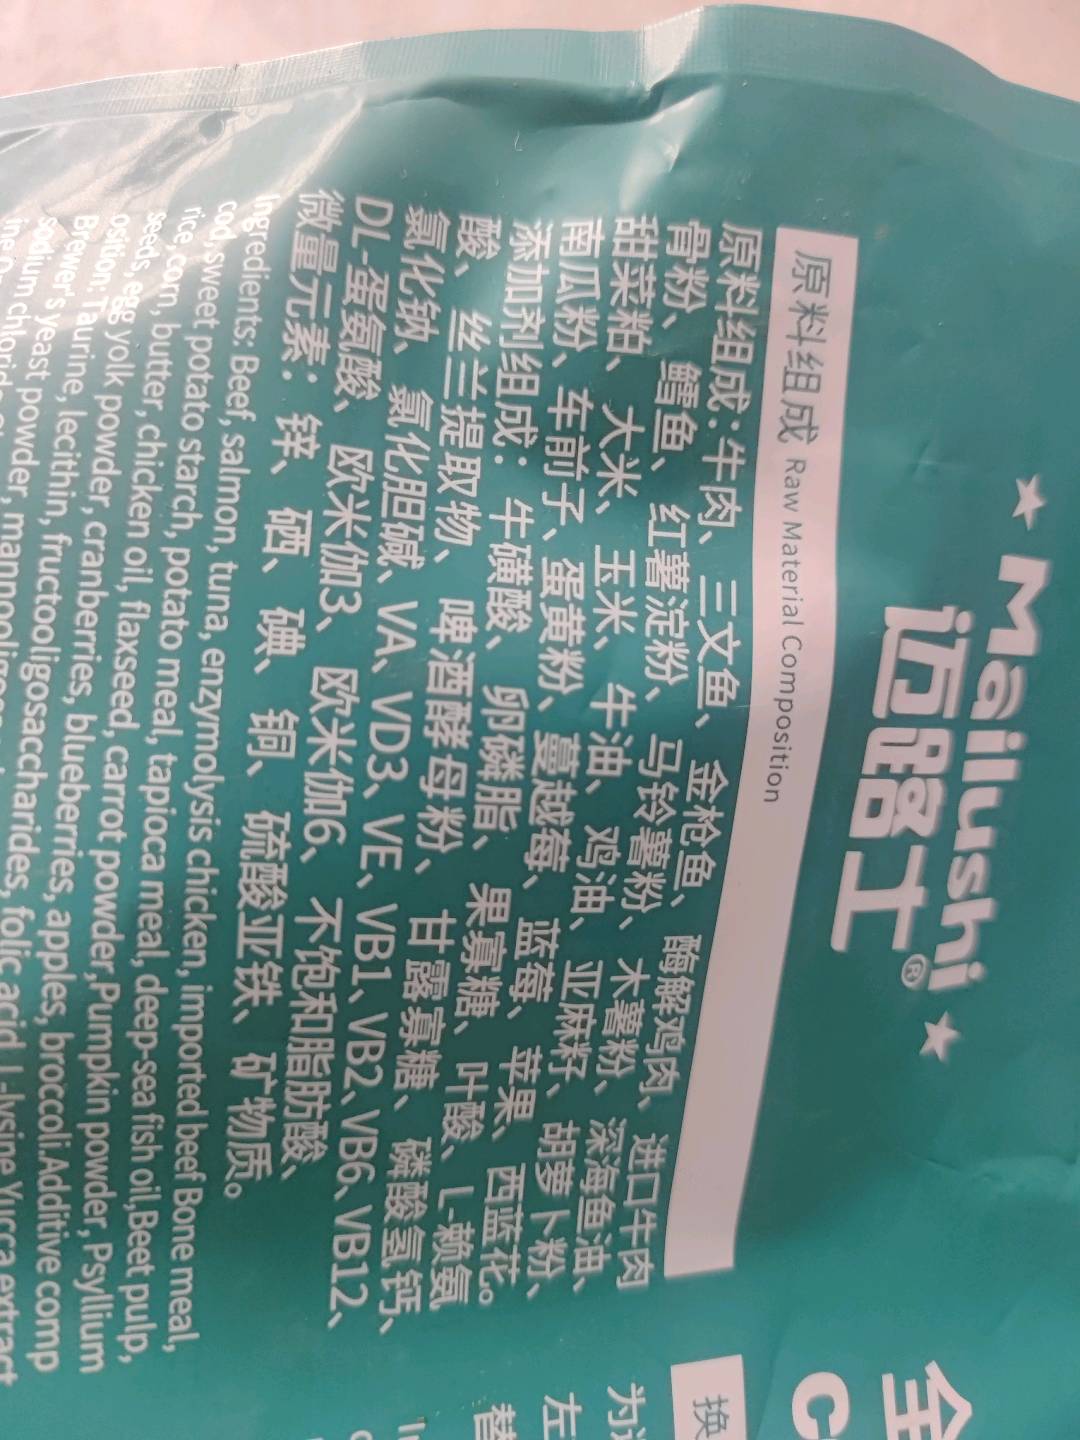 Mailushi
迈路士®
原料组成 Raw Material Composition
原料组成:牛肉、三文鱼、金枪鱼、酶解鸡肉、进口牛肉
骨粉、鳕鱼、红薯淀粉、马铃薯粉、木薯粉、深海鱼油、
甜菜粕、大米、玉米、牛油、鸡油、亚麻籽、胡萝卜粉、
南瓜粉、车前子、蛋黄粉、蔓越莓、蓝莓、苹果、西蓝花。
添加剂组成：牛磺酸、卵磷脂、果寡糖、叶酸、L-赖氨
酸、丝兰提取物、啤酒酵母粉、甘露寡糖、磷酸氢钙、
氯化钠、氯化胆碱、VA、VD3、VE、VB1、VB2、VB6、VB12、
DL-蛋氨酸、欧米伽3、欧米伽6、不饱和脂肪酸、
微量元素：锌、硒、碘、铜、硫酸亚铁、矿物质。
Ingredients: Beef, salmon, tuna, enzymolysis chicken, imported beef Bone meal,
cod,sweet potato starch, potato meal, tapioca meal, deep-sea fish oil,Beet pulp,
rice, corn, butter, chicken oil, flaxseed, carrot powder,Pumpkin powder, Psyllium
seeds, egg yolk powder, cranberries, blueberries, apples, broccoli.Additive comp
osition: Taurine, lecithin, fructooligosaccharides, folic acid, L-lysine, Yucca extract
Brewer's yeast powder,
sodium chloride,
全
C
换
为
左
替